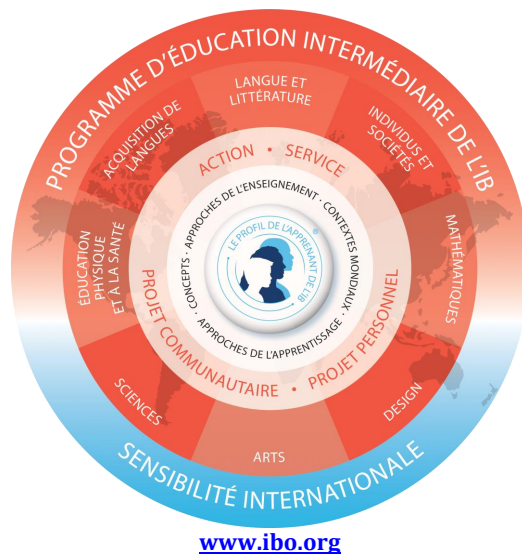 PROGRAMME D'ÉDUCATION INTERMÉDIAIRE DE L'IB
LANGUE ET
LITTÉRATURE
INDIVIDUS ET
SOCIÉTÉS
MATHÉMATIQUES
DESIGN
ARTS
SCIENCES
ÉDUCATION
PHYSIQUE
ET À LA SANTÉ
ACQUISITION DE
LANGUES
ACTION • SERVICE
PROJET PERSONNEL •
PROJET COMMUNAUTAIRE
APPROCHES DE L'ENSEIGNEMENT · CONTEXTES MONDIAUX ·
APPROCHES DE L'APPRENTISSAGE ·
CONCEPTS ·
LE PROFIL DE L'APPRENANT DE L'IB ®
SENSIBILITÉ INTERNATIONALE
www.ibo.org